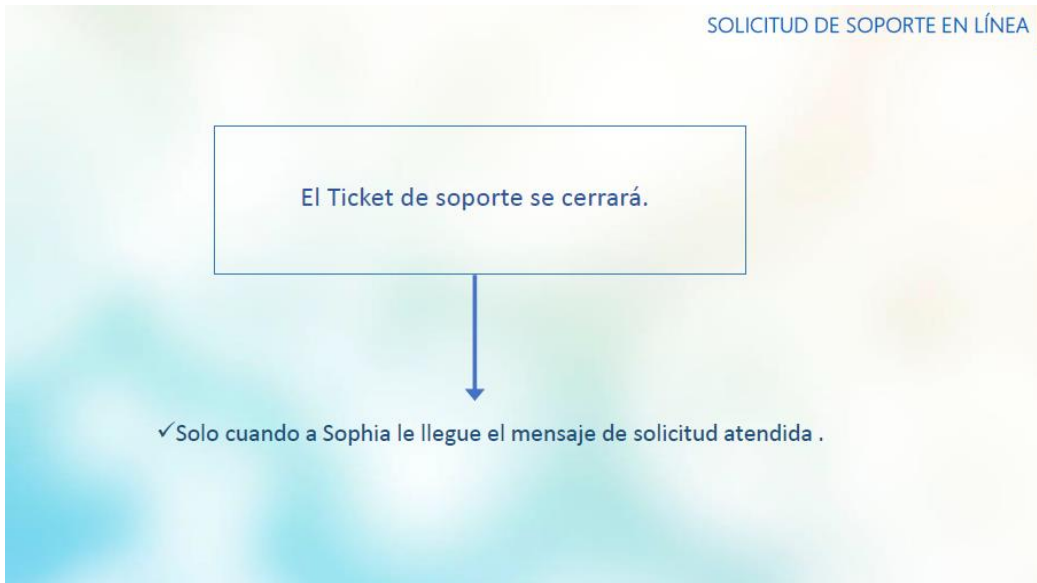 SOLICITUD DE SOPORTE EN LÍNEA
El Ticket de soporte se cerrará.
✓Solo cuando a Sophia le llegue el mensaje de solicitud atendida .